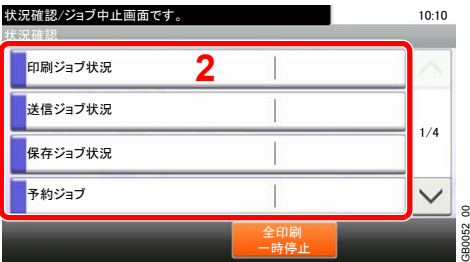 状況確認/ジョブ中止画面です。
10:10
状況確認
印刷ジョブ状況
2
送信ジョブ状況
1/4
保存ジョブ状況
予約ジョブ
全印刷
一時停止
GB0052 00